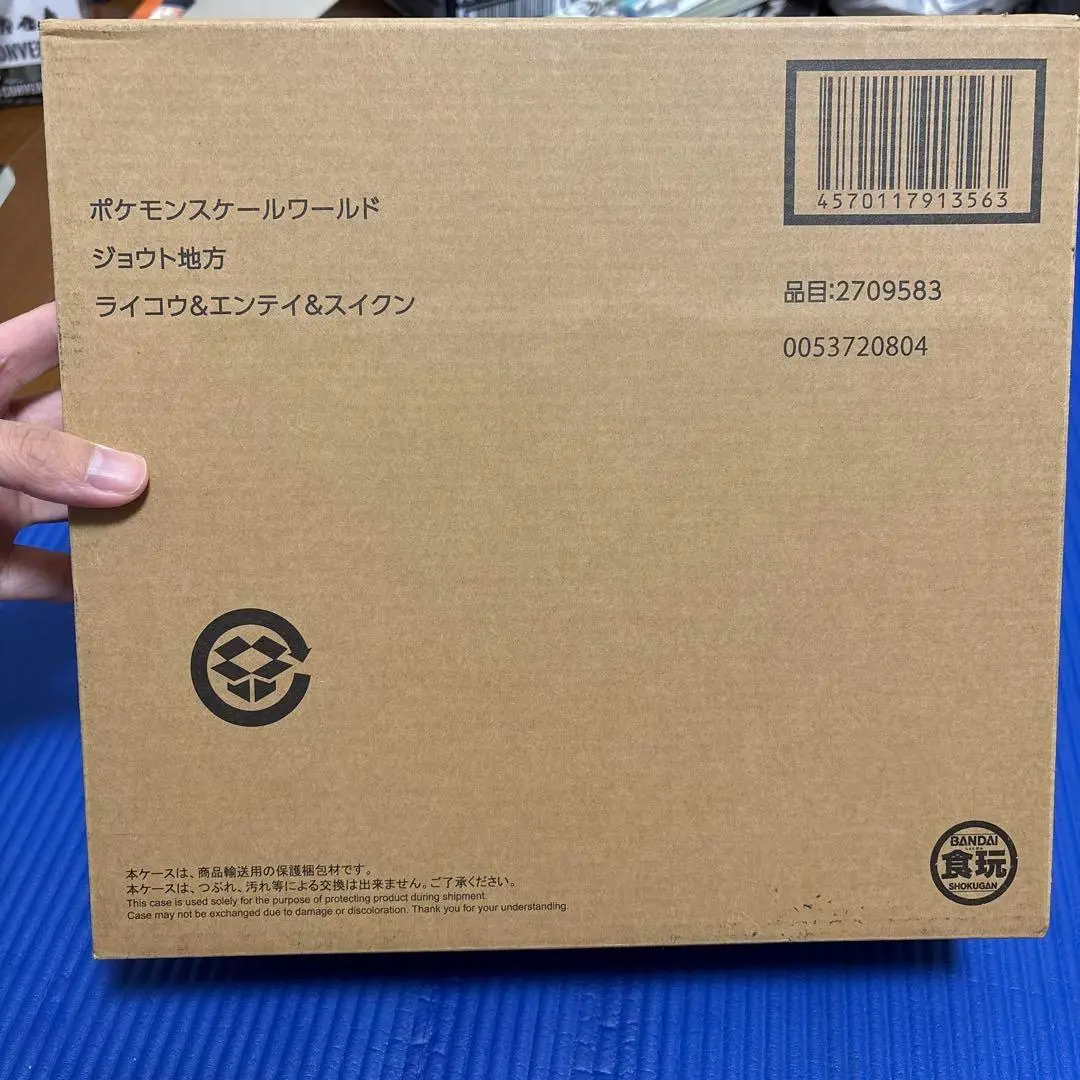 ポケモンスケールワールド
ジョウト地方
ライコウ&エンテイ&スイクン
4570117913563
品目:2709583
0053720804
本ケースは、商品輸送用の保護梱包材です。
本ケースは、つぶれ、汚れ等による交換は出来ません。ご了承ください。
This case is used solely for the purpose of protecting product during shipment.
Case may not be exchanged due to damage or discoloration. Thank you for your understanding.
BANDAI
食玩
SHOKUGAN